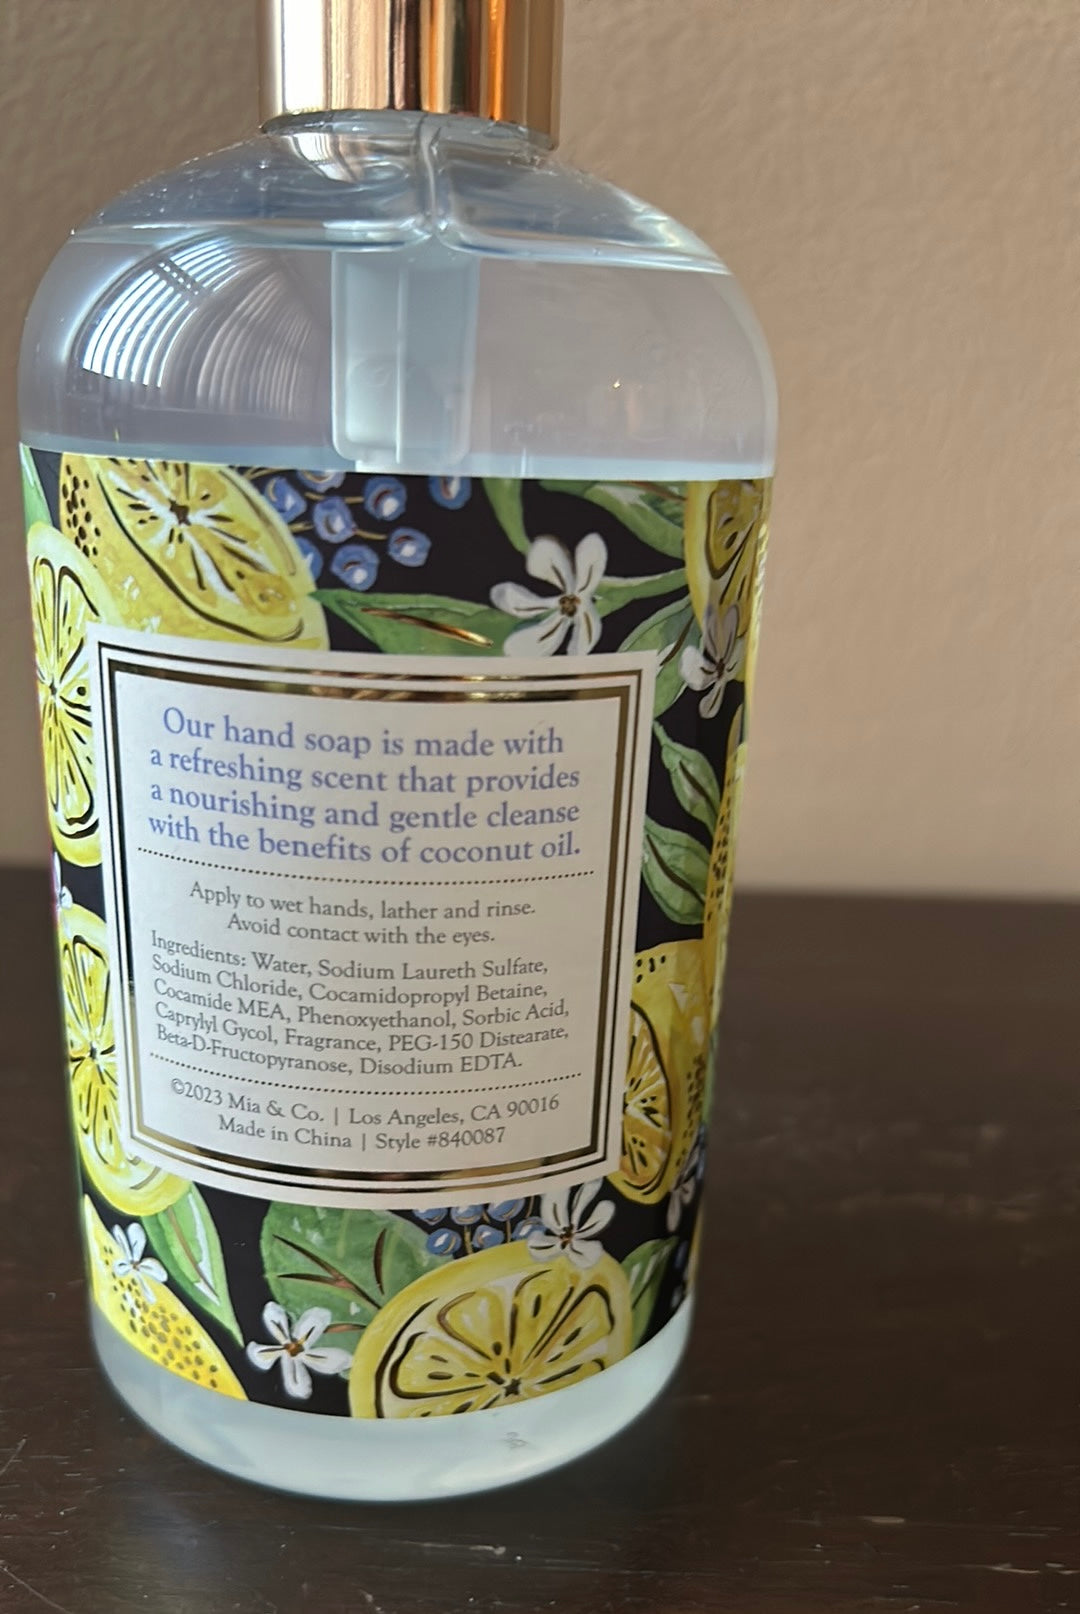 Our hand soap is made with
a refreshing scent that provides
a nourishing and gentle cleanse
with the benefits of coconut oil.
Apply to wet hands, lather and rinse.
Avoid contact with the eyes.
Ingredients: Water, Sodium Laureth Sulfate,
Sodium Chloride, Cocamidopropyl Betaine,
Cocamide MEA, Phenoxyethanol, Sorbic Acid,
Caprylyl Gycol, Fragrance, PEG-150 Distearate,
Beta-D-Fructopyranose, Disodium EDTA.
©2023 Mia & Co. | Los Angeles, CA 90016
Made in China | Style #840087